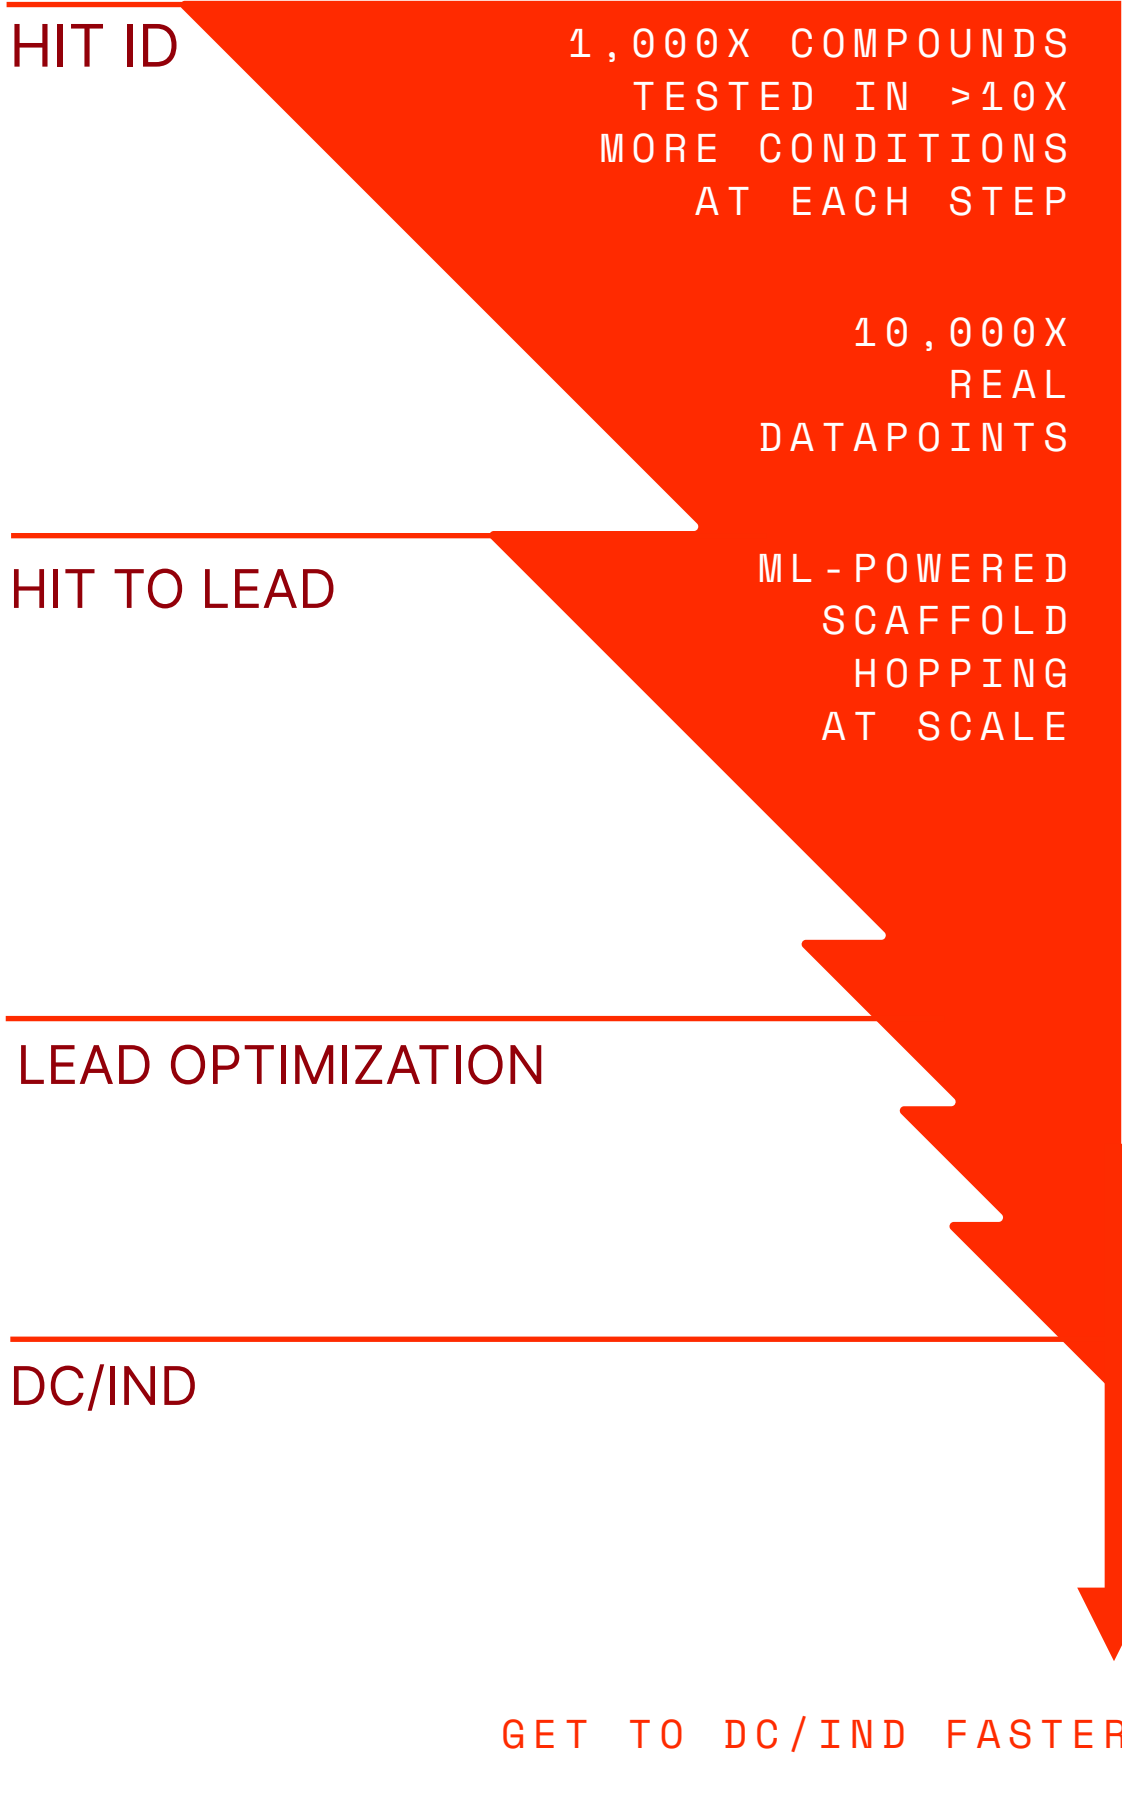 HIT ID
1,000X COMPOUNDS
TESTED IN >10X
MORE CONDITIONS
AT EACH STEP
10,000X
REAL
DATAPOINTS
HIT TO LEAD
ML-POWERED
SCAFFOLD
HOPPING
AT SCALE
LEAD OPTIMIZATION
DC/IND
GET TO DC/IND FASTER